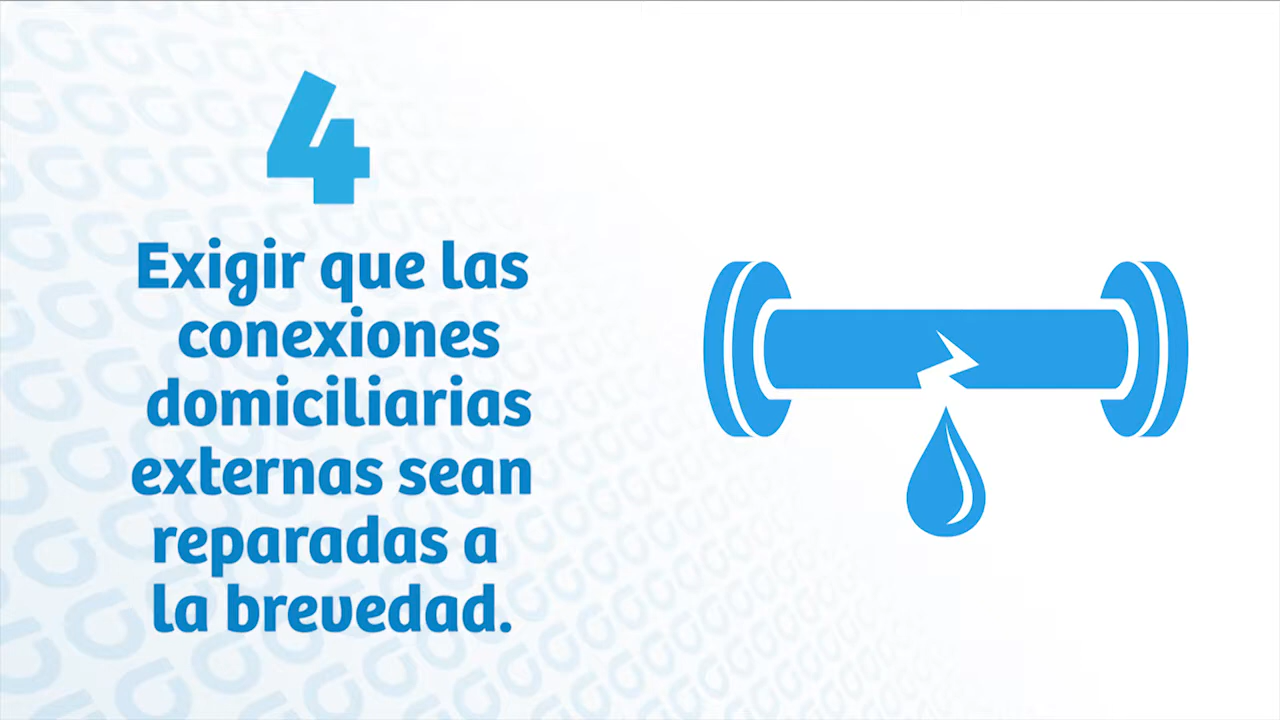 4
Exigir que las
conexiones
domiciliarias
externas sean
reparadas a
la brevedad.